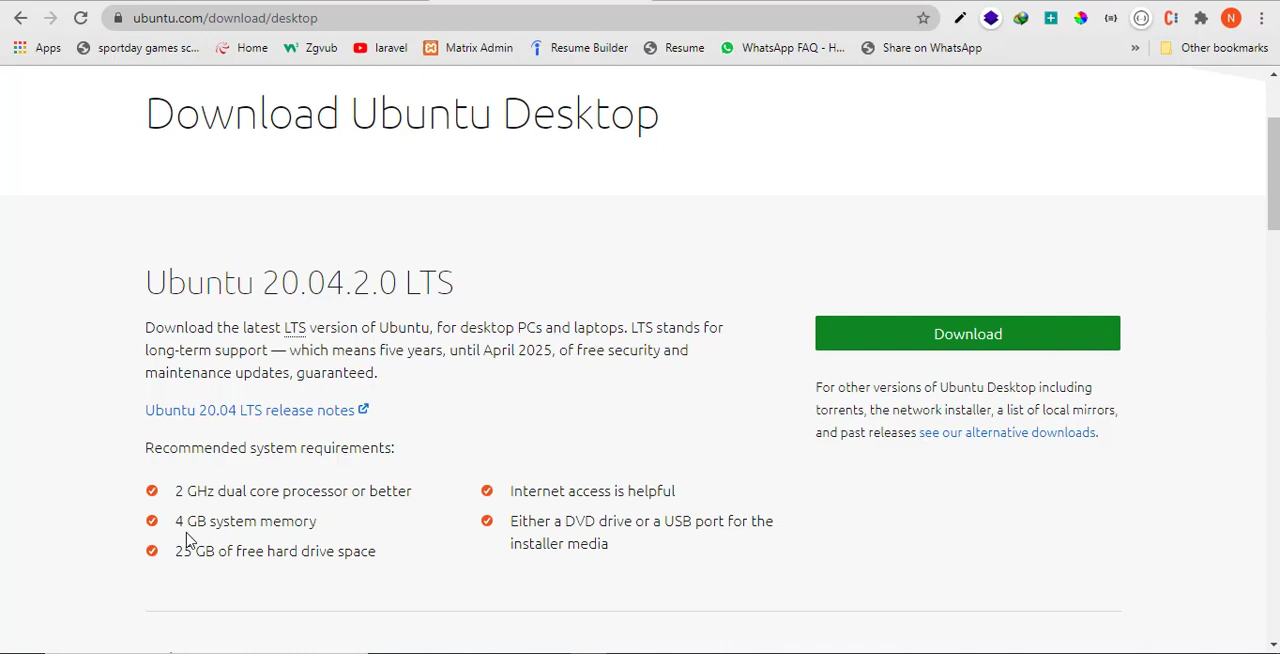 ubuntu.com/download/desktop
N
Apps
sportday games sc...
Home
Zgvub
laravel
Matrix Admin
Resume Builder
Resume
WhatsApp FAQ - H...
Share on WhatsApp
»
Other bookmarks
Download Ubuntu Desktop
Ubuntu 20.04.2.0 LTS
Download the latest LTS version of Ubuntu, for desktop PCs and laptops. LTS stands for
long-term support — which means five years, until April 2025, of free security and
maintenance updates, guaranteed.
Ubuntu 20.04 LTS release notes
Recommended system requirements:
2 GHz dual core processor or better
4 GB system memory
25 GB of free hard drive space
Internet access is helpful
Either a DVD drive or a USB port for the
installer media
Download
For other versions of Ubuntu Desktop including
torrents, the network installer, a list of local mirrors,
and past releases see our alternative downloads.